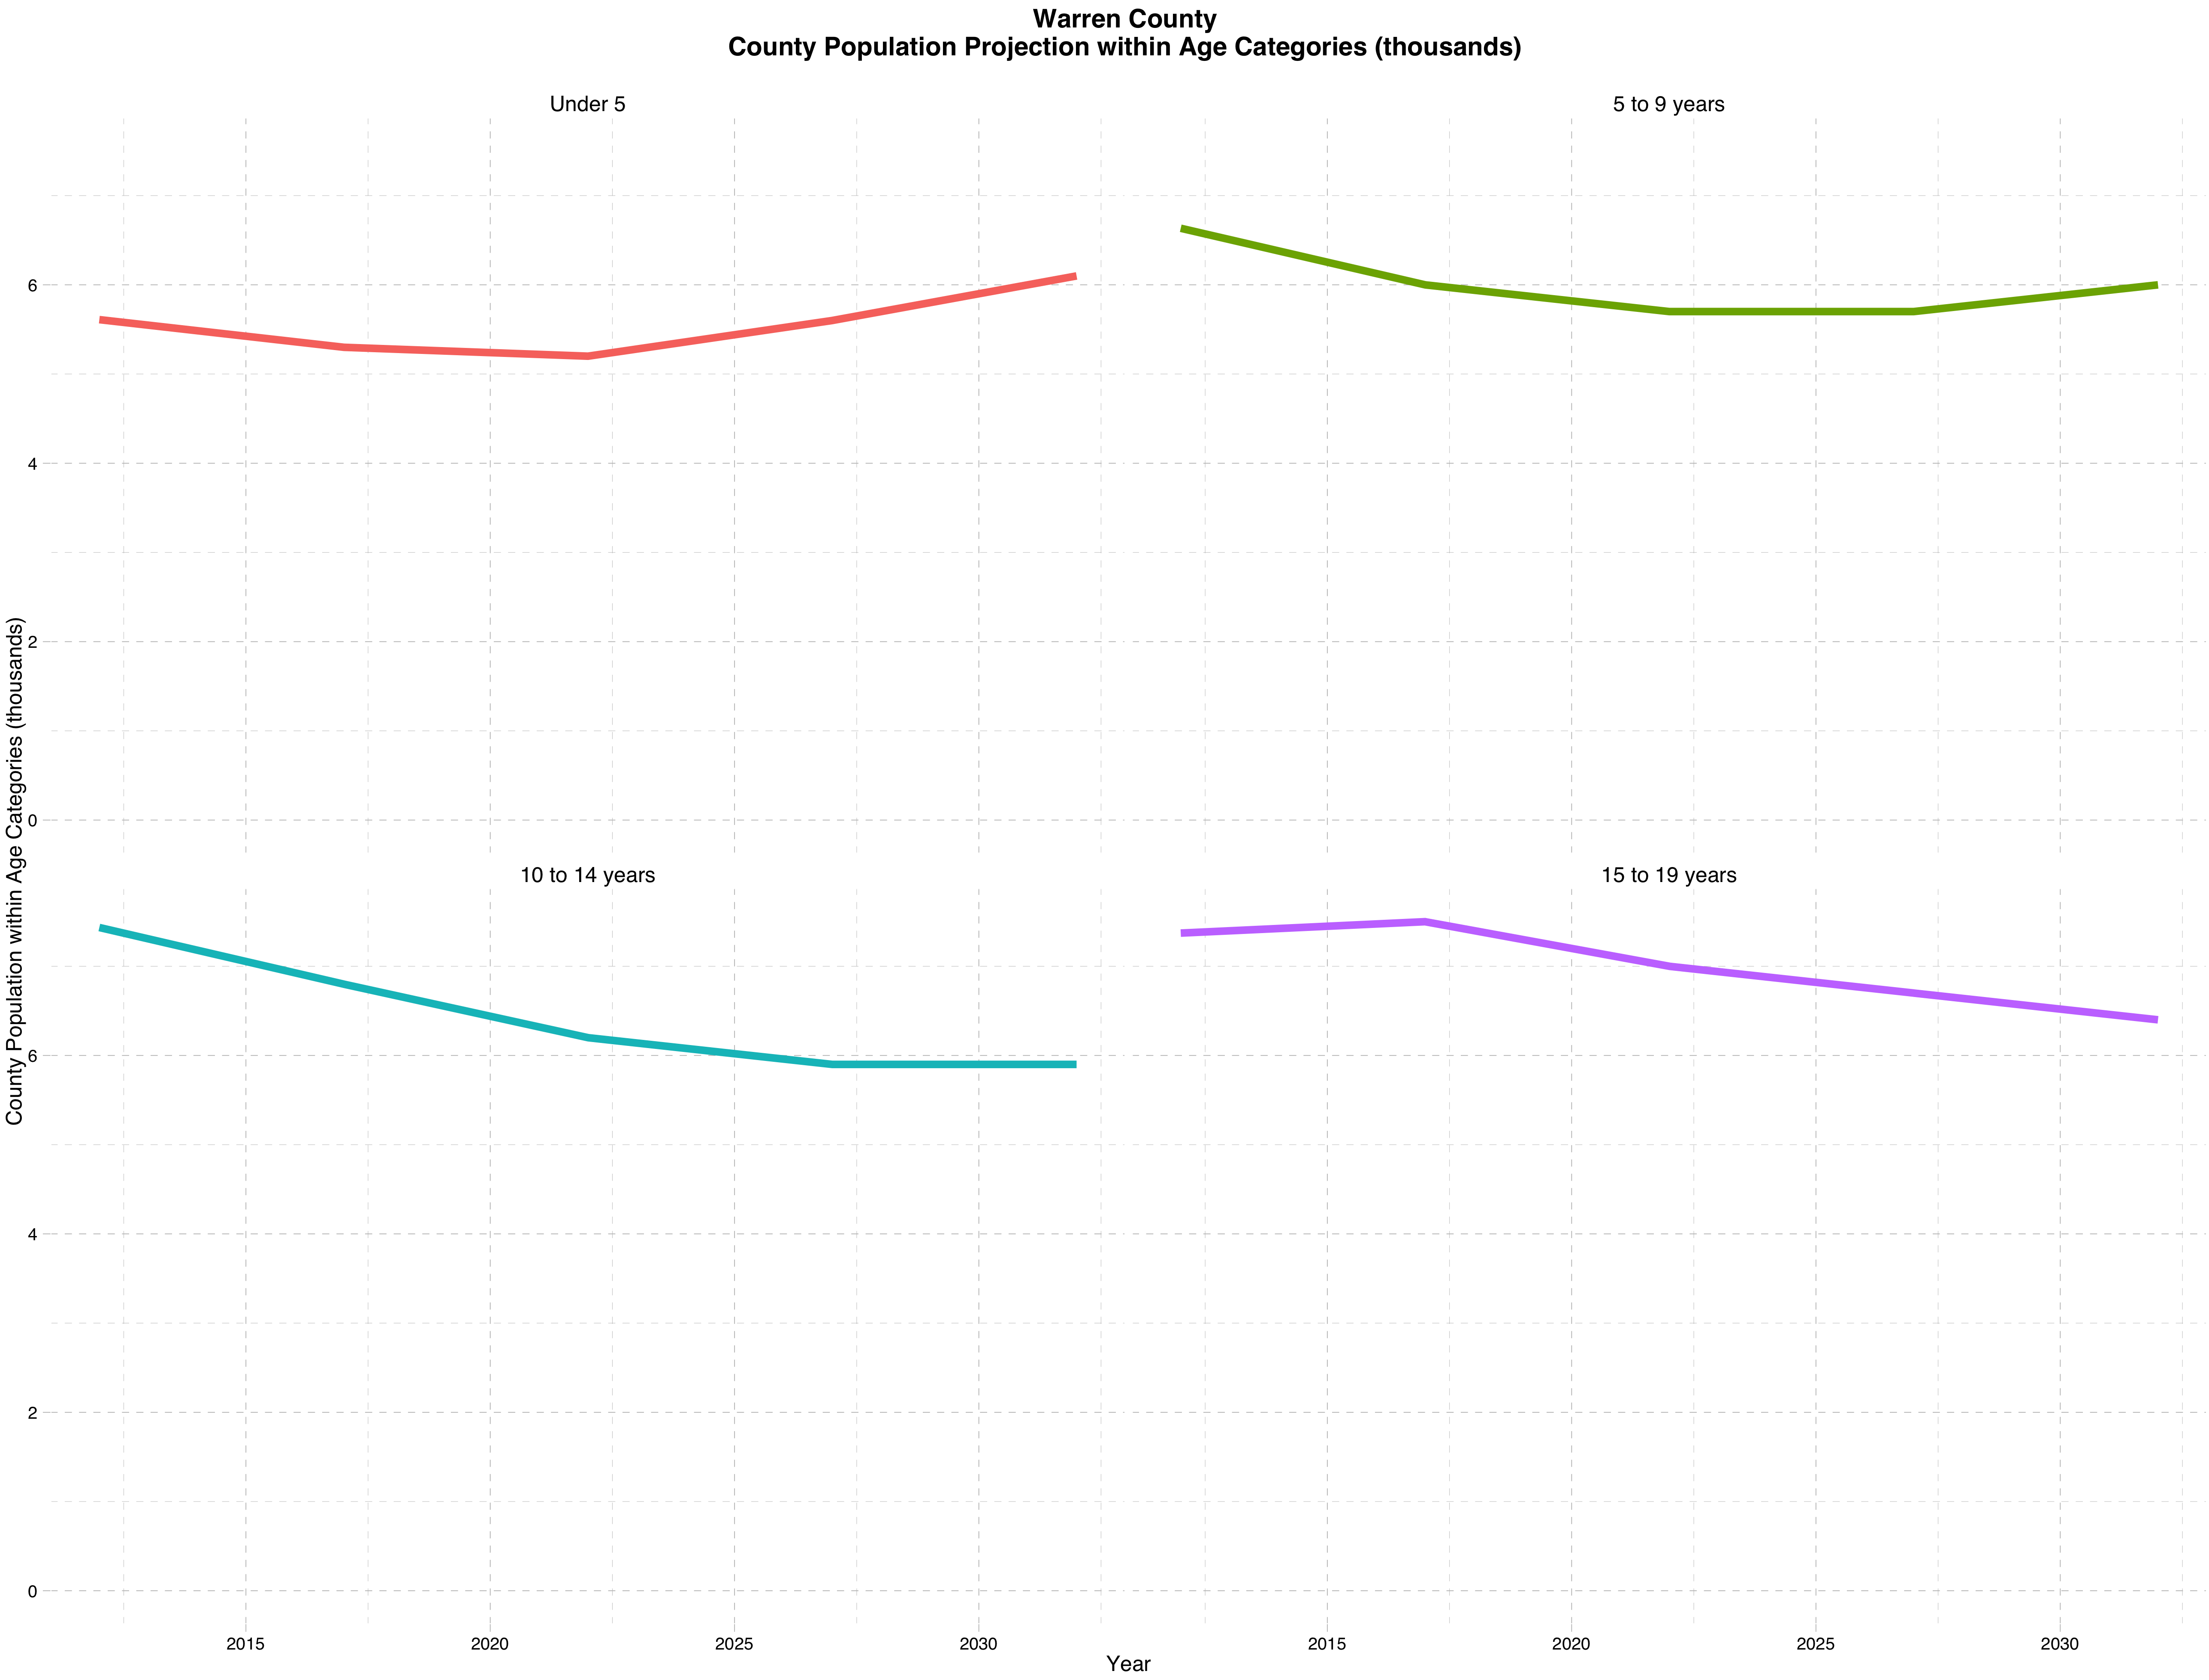 Warren County
County Population Projection within Age Categories (thousands)
Under 5
5 to 9 years
6
4
2
0
10 to 14 years
15 to 19 years
6
4
2
0
County Population within Age Categories (thousands)
2015
2020
2025
2030
2015
2020
2025
2030
Year